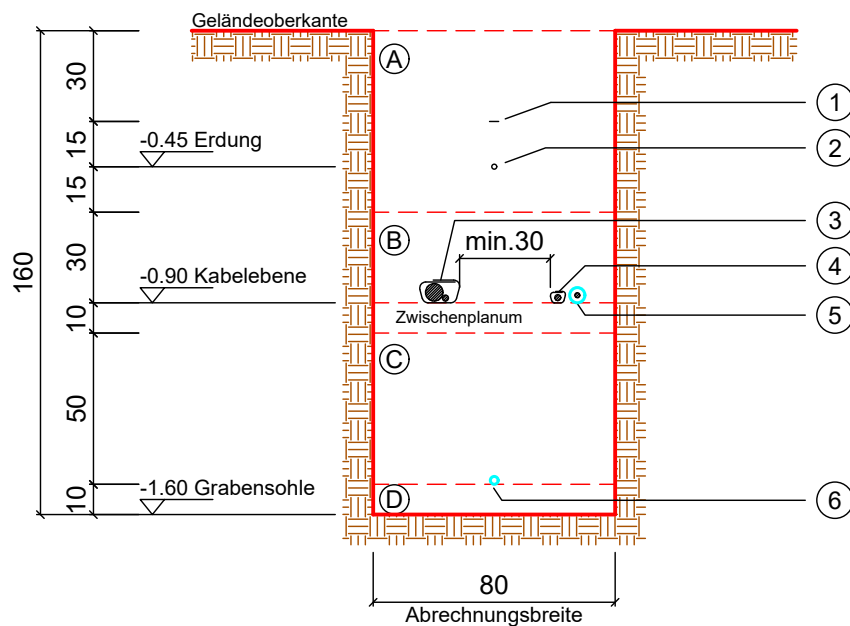 Geländeoberkante
A
30
1
15
-0.45 Erdung
2
15
3
B
min.30
160
30
4
-0.90 Kabelebene
5
10
Zwischenplanum
C
50
-1.60 Grabensohle
10
D
6
80
Abrechnungsbreite